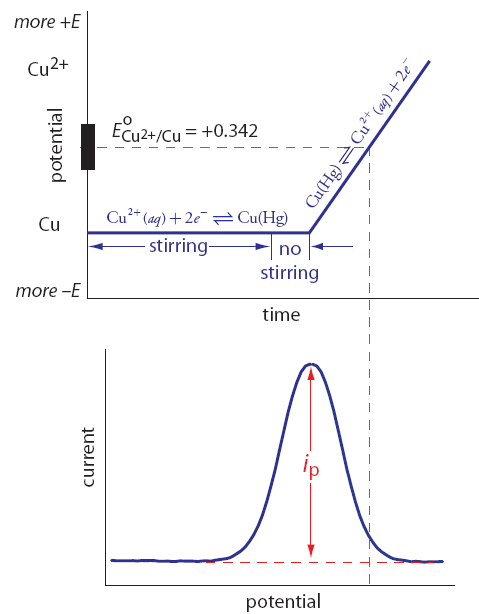 more +E
Cu²⁺
potential
E°Cu²⁺/Cu = +0.342
Cu(Hg) ⇌ Cu²⁺ (aq) + 2e⁻
Cu
Cu²⁺ (aq) + 2e⁻ ⇌ Cu(Hg)
stirring
no
stirring
more –E
time
current
iₚ
potential